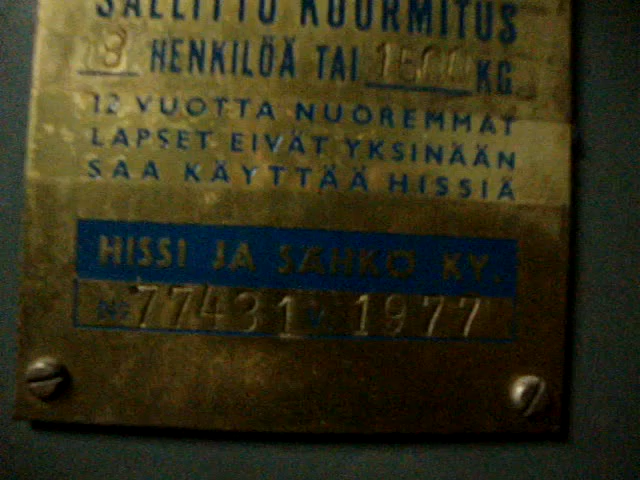 SALLITTU KUORMITUS
HENKILÖÄ TAI KG
12 VUOTTA NUOREMMAT
LAPSET EIVÄT YKSINÄÄN
SAA KÄYTTÄÄ HISSIÄ
HISSI JA SÄHKÖ KY.
No 77431 V 1977